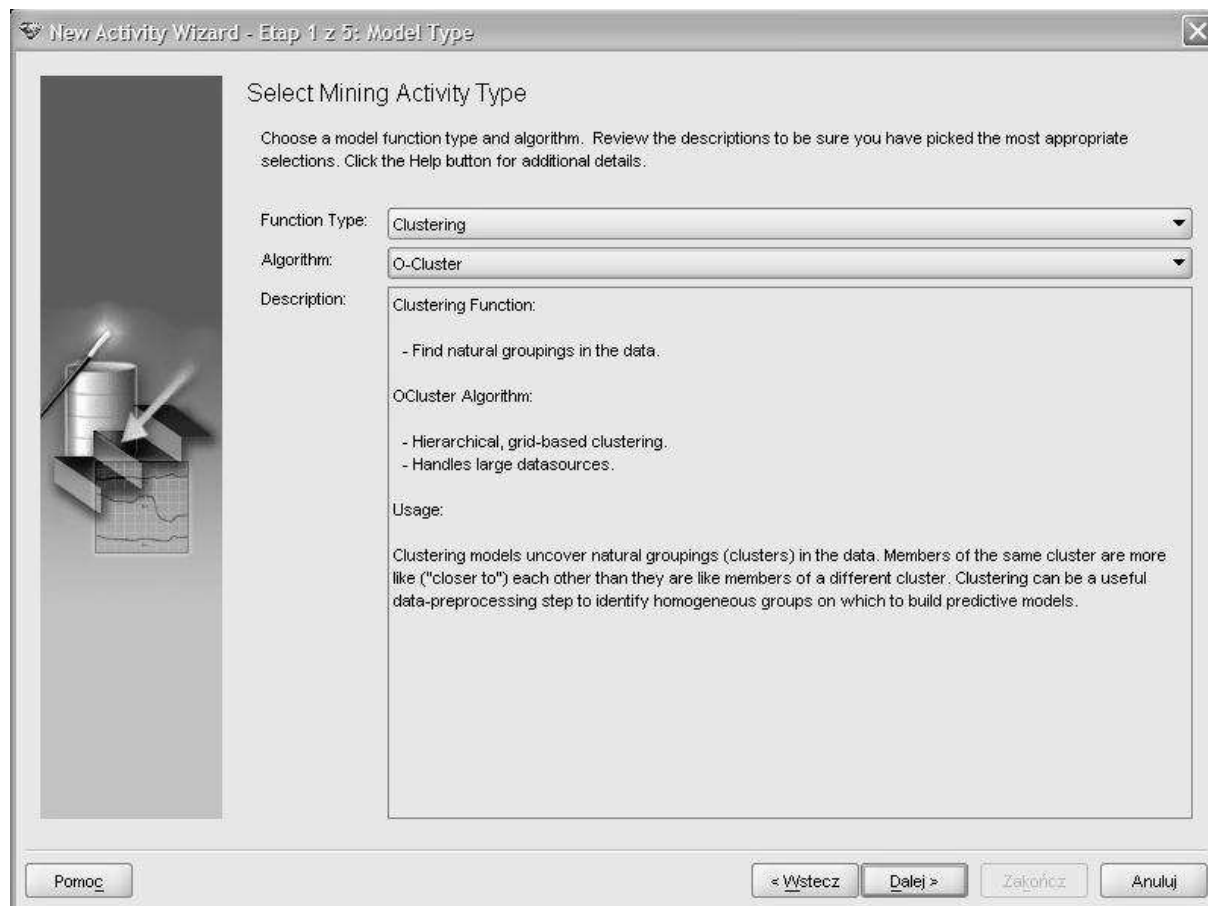 New Activity Wizard - Etap 1 z 5: Model Type
Select Mining Activity Type
Choose a model function type and algorithm. Review the descriptions to be sure you have picked the most appropriate
selections. Click the Help button for additional details.
Function Type:
Clustering
Algorithm:
O-Cluster
Description:
Clustering Function:
- Find natural groupings in the data.
OCluster Algorithm:
- Hierarchical, grid-based clustering.
- Handles large datasources.
Usage:
Clustering models uncover natural groupings (clusters) in the data. Members of the same cluster are more
like ("closer to") each other than they are like members of a different cluster. Clustering can be a useful
data-preprocessing step to identify homogeneous groups on which to build predictive models.
Pomoc
< Wstecz
Dalej >
Zakończ
Anuluj